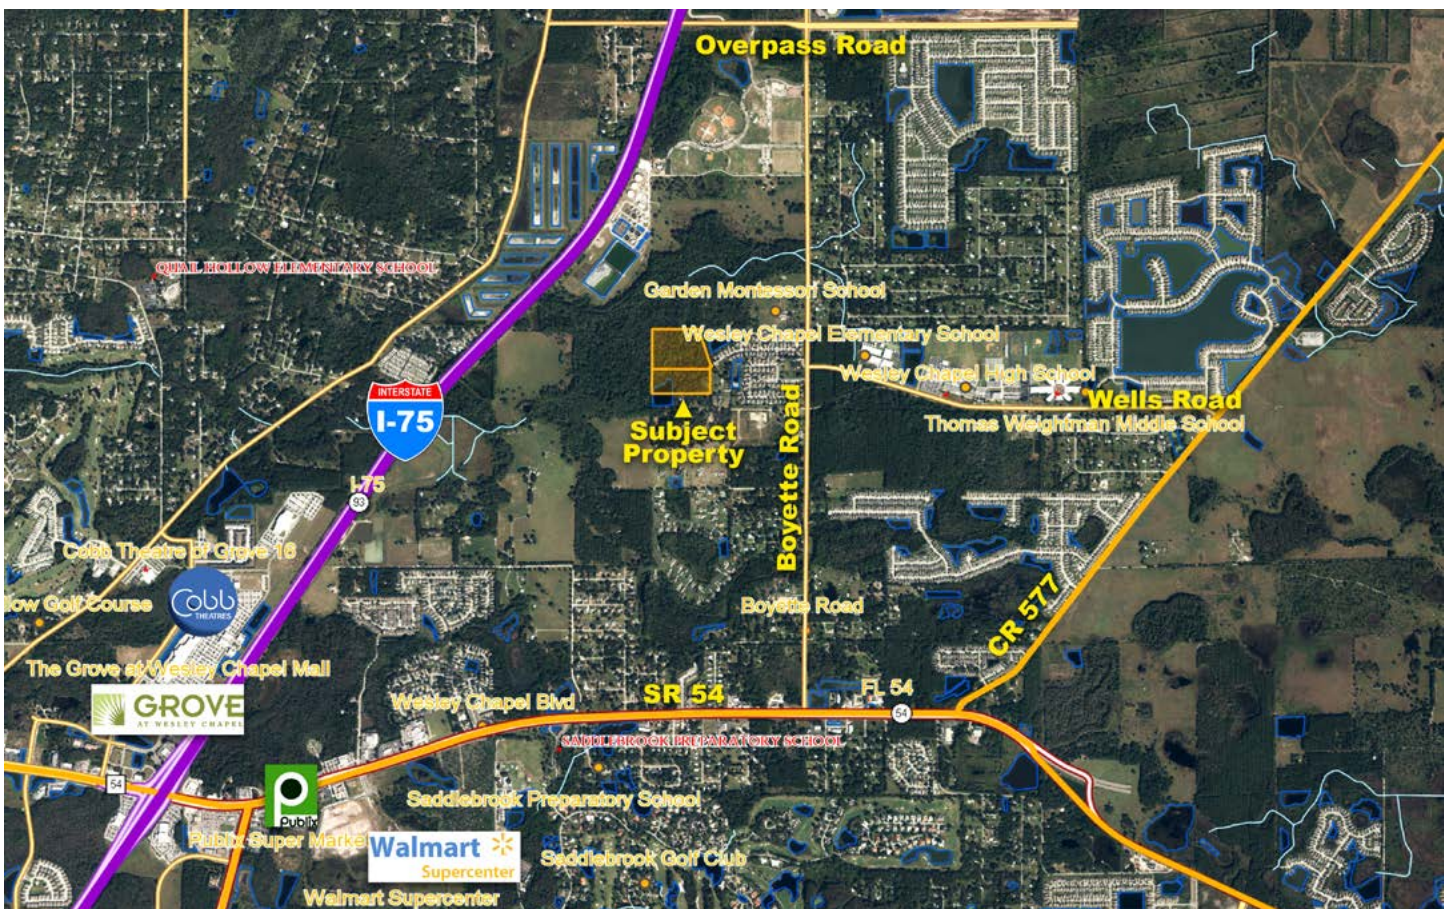 Overpass Road
QUAIL HOLLOW ELEMENTARY SCHOOL
Garden Montessori School
Wesley Chapel Elementary School
Wesley Chapel High School
Wells Road
Thomas Weightman Middle School
INTERSTATE
I-75
Subject
Property
Boyette Road
I-75
93
Cobb Theatre of Grove 16
Cobb
THEATRES
low Golf Course
Boyette Road
CR 577
The Grove at Wesley Chapel Mall
GROVE
AT WESLEY CHAPEL
Wesley Chapel Blvd
SR 54
FL 54
54
SADDLEBROOK PREPARATORY SCHOOL
54
Publix
Saddlebrook Preparatory School
Publix Super Market
Walmart
Supercenter
Saddlebrook Golf Club
Walmart Supercenter